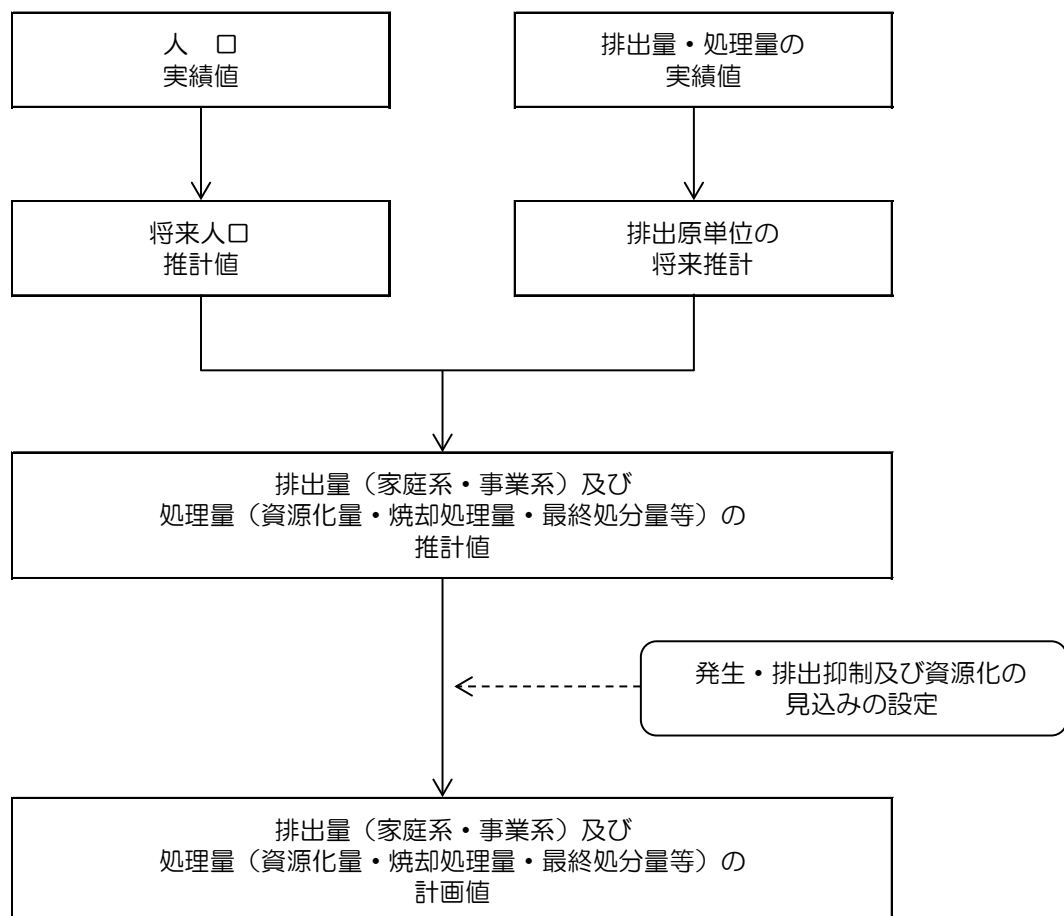 人　口
実績値
排出量・処理量の
実績値
将来人口
推計値
排出原単位の
将来推計
排出量（家庭系・事業系）及び
処理量（資源化量・焼却処理量・最終処分量等）の
推計値
発生・排出抑制及び資源化の
見込みの設定
排出量（家庭系・事業系）及び
処理量（資源化量・焼却処理量・最終処分量等）の
計画値